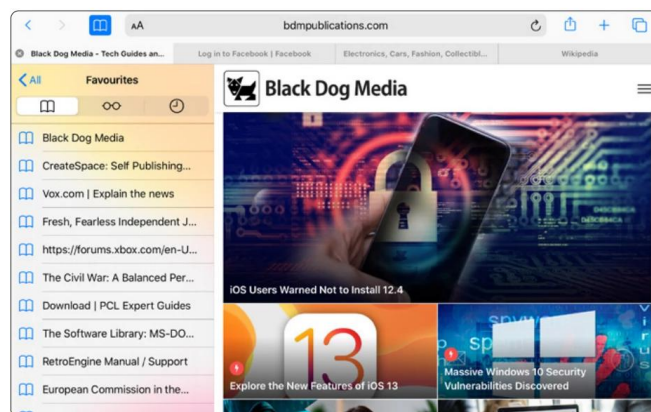 AA
bdmpublications.com
Black Dog Media - Tech Guides an...
Log in to Facebook | Facebook
Electronics, Cars, Fashion, Collectibl...
Wikipedia
All
Favourites
Black Dog Media
CreateSpace: Self Publishing...
Vox.com | Explain the news
Fresh, Fearless Independent J...
https://forums.xbox.com/en-U...
The Civil War: A Balanced Per...
Download | PCL Expert Guides
The Software Library: MS-DO...
RetroEngine Manual / Support
European Commission in the...
Black Dog Media
iOS Users Warned Not to Install 12.4
13
Explore the New Features of iOS 13
virus
Massive Windows 10 Security
Vulnerabilities Discovered